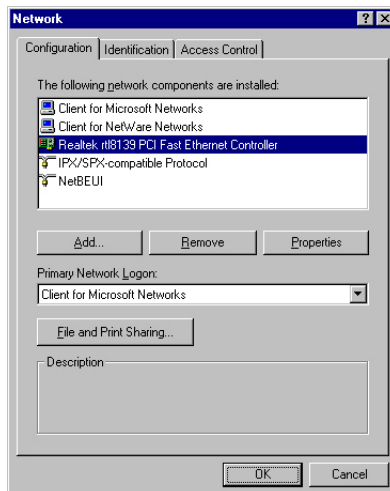 Network
Configuration Identification Access Control
The following network components are installed:
Client for Microsoft Networks
Client for NetWare Networks
Realtek rtl8139 PCI Fast Ethernet Controller
IPX/SPX-compatible Protocol
NetBEUI
Add... Remove Properties
Primary Network Logon:
Client for Microsoft Networks
File and Print Sharing...
Description
OK Cancel